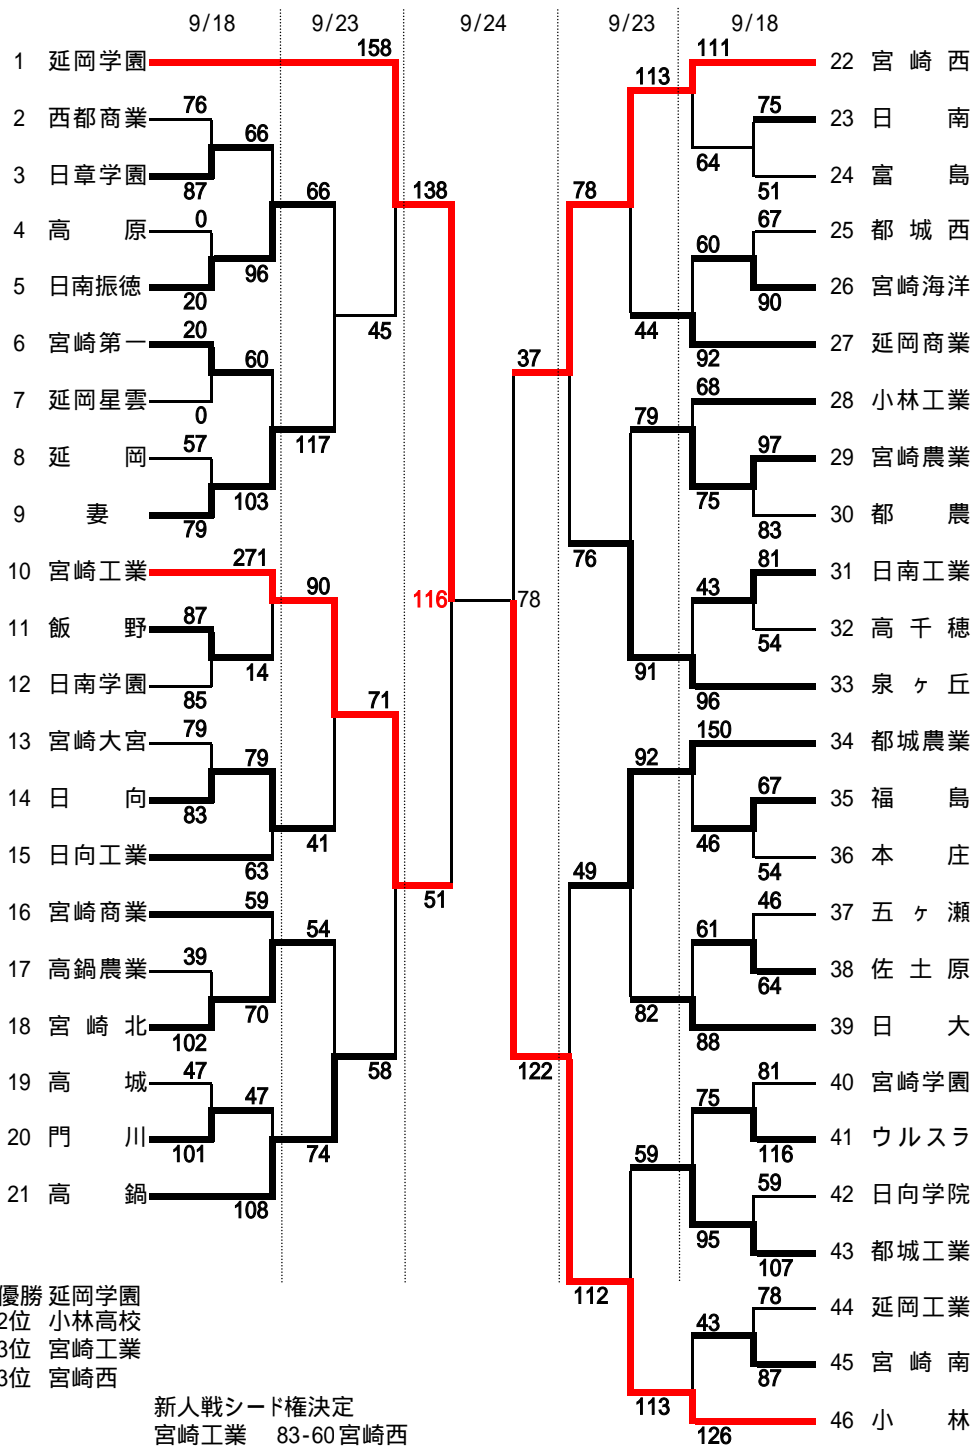 9/18 9/23 9/24 9/23 9/18
158 111
1 延岡学園 22 宮崎西
113
76 75
2 西都商業 23 日南
66
64
3 日章学園 24 富島
87 66 138 78 51
0 67
4 高原 25 都城西
60
96
5 日南振徳 26 宮崎海洋
20 90
20 45 44
6 宮崎第一 27 延岡商業
60 37 92
68
7 延岡星雲 28 小林工業
0 79
57 117 97
8 延岡 29 宮崎農業
103 75
9 妻 30 都農
79 83
271 76 81
10 宮崎工業 31 日南工業
90 43
116 78
87
11 飯野 32 高千穂
14 54
91
12 日南学園 33 泉ヶ丘
85 71 96
79 150
13 宮崎大宮 34 都城農業
79 92
14 日向 67 35 福島
83
41 46
15 日向工業 36 本庄
63 49 54
59 51 46
16 宮崎商業 37 五ヶ瀬
54 61
39
17 高鍋農業 38 佐土原
70 82 64
18 宮崎北 39 日大
102 88
47 58 122 81
19 高城 40 宮崎学園
47 75
20 門川 41 ウルスラ
101 74 59 116
59
21 高鍋 42 日向学院
108 95
43 都城工業
107
優勝 延岡学園 112 78
2位 小林高校 44 延岡工業
43
3位 宮崎工業
45 宮崎南
3位 宮崎西 87
新人戦シード権決定 113
46 小林
宮崎工業 83-60 宮崎西 126